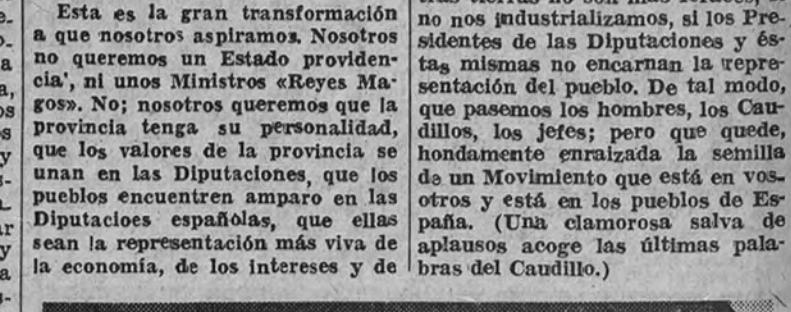 Esta es la gran transformación
a que nosotros aspiramos. Nosotros
no queremos un Estado providen-
cia', ni unos Ministros «Reyes Ma-
gos». No; nosotros queremos que la
provincia tenga su personalidad,
que los valores de la provincia se
unan en las Diputaciones, que los
pueblos encuentren amparo en las
Diputacioes españolas, que ellas
sean la representación más viva de
la economía, de los intereses y de
no nos industrializamos, si los Pre-
sidentes de las Diputaciones y és-
tas mismas no encarnan la repre-
sentación del pueblo. De tal modo,
que pasemos los hombres, los Cau-
dillos, los jefes; pero que quede,
hondamente enraizada la semilla
de un Movimiento que está en vos-
otros y está en los pueblos de Es-
paña. (Una clamorosa salva de
aplausos acoge las últimas pala-
bras del Caudillo.)